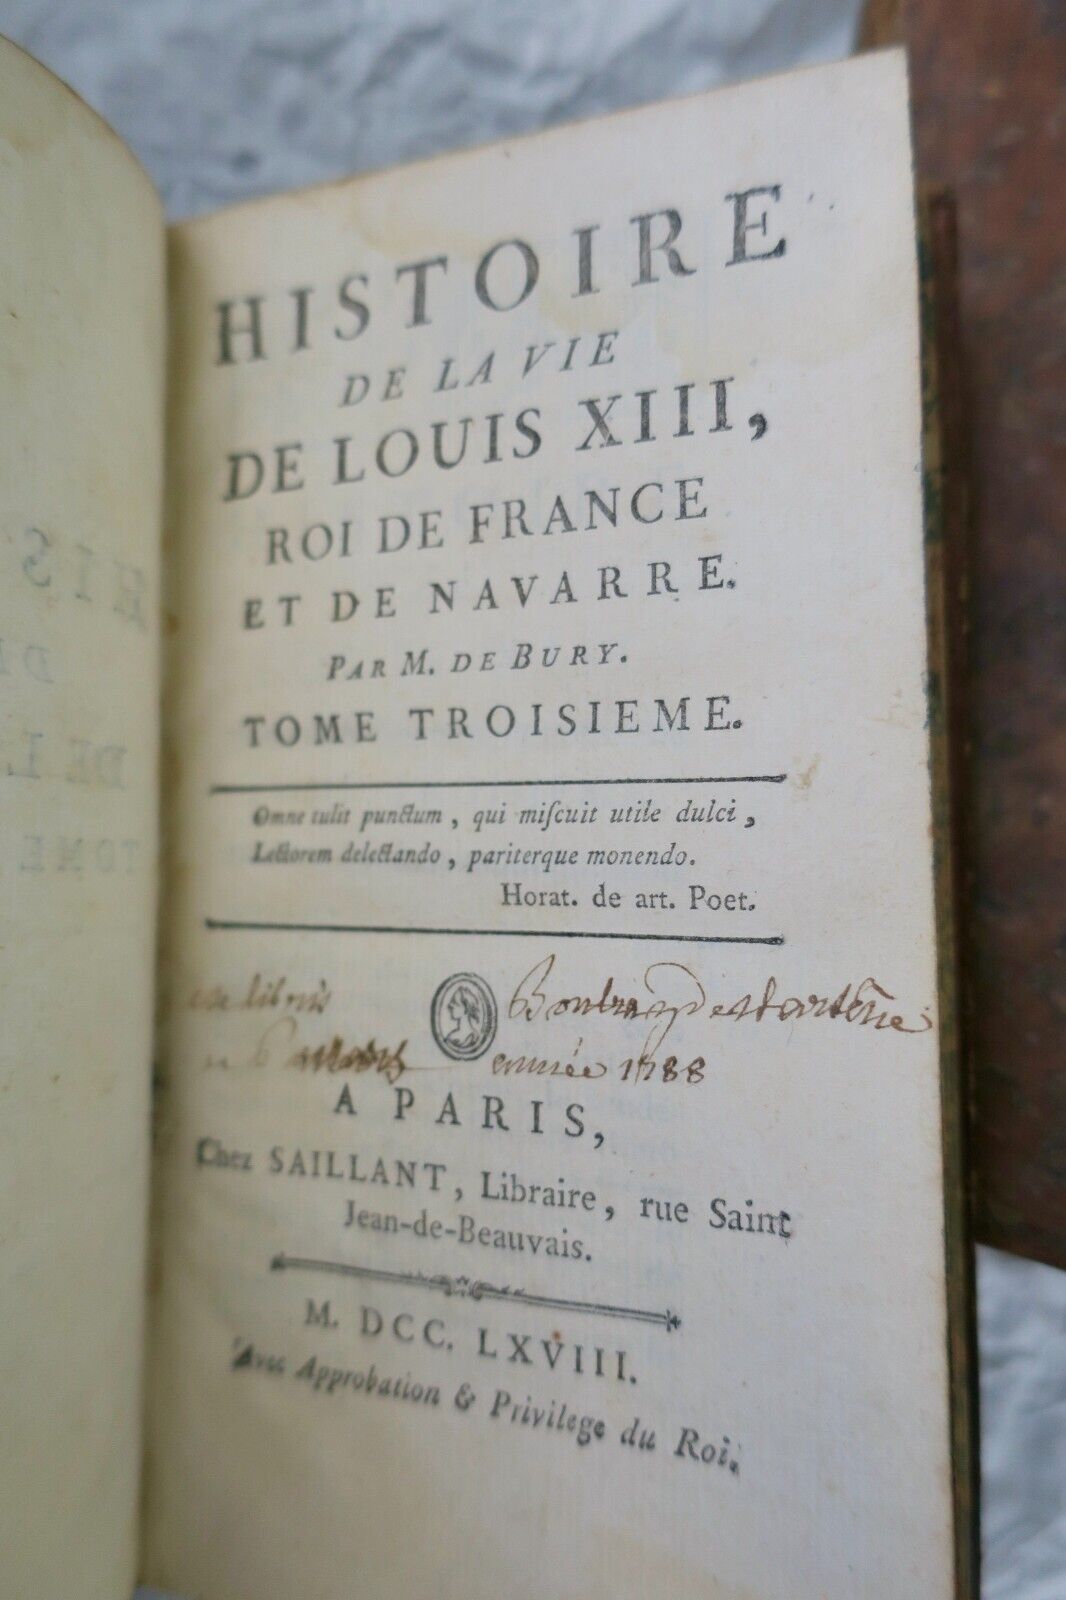 HISTOIRE
DE LA VIE
DE LOUIS XIII,
ROI DE FRANCE
ET DE NAVARRE.
PAR M. DE BURY.
TOME TROISIEME.
Omne tulit punctum, qui miſcuit utile dulci,
Lectorem delectando, pariterque monendo.
Horat. de art. Poet.
ex libris
année 1788
A PARIS,
Chez SAILLANT, Libraire, rue Saint
Jean-de-Beauvais.
M. DCC. LXVIII.
Avec Approbation & Privilege du Roi.